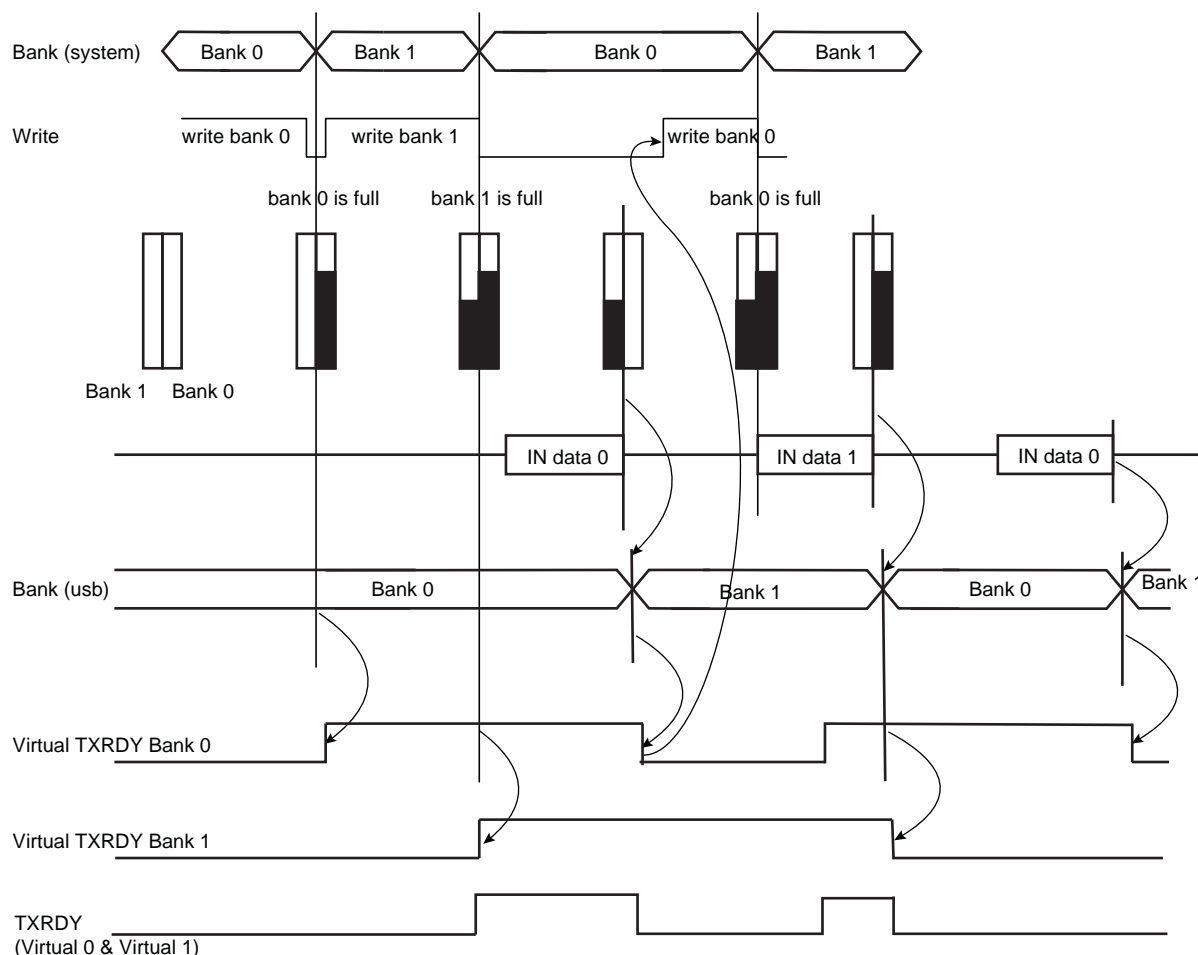 Bank (system) Bank 0 Bank 1 Bank 0 Bank 1
Write write bank 0 write bank 1 write bank 0
bank 0 is full bank 1 is full bank 0 is full
Bank 1 Bank 0
IN data 0 IN data 1 IN data 0
Bank (usb) Bank 0 Bank 1 Bank 0 Bank 1
Virtual TXRDY Bank 0
Virtual TXRDY Bank 1
TXRDY
(Virtual 0 & Virtual 1)